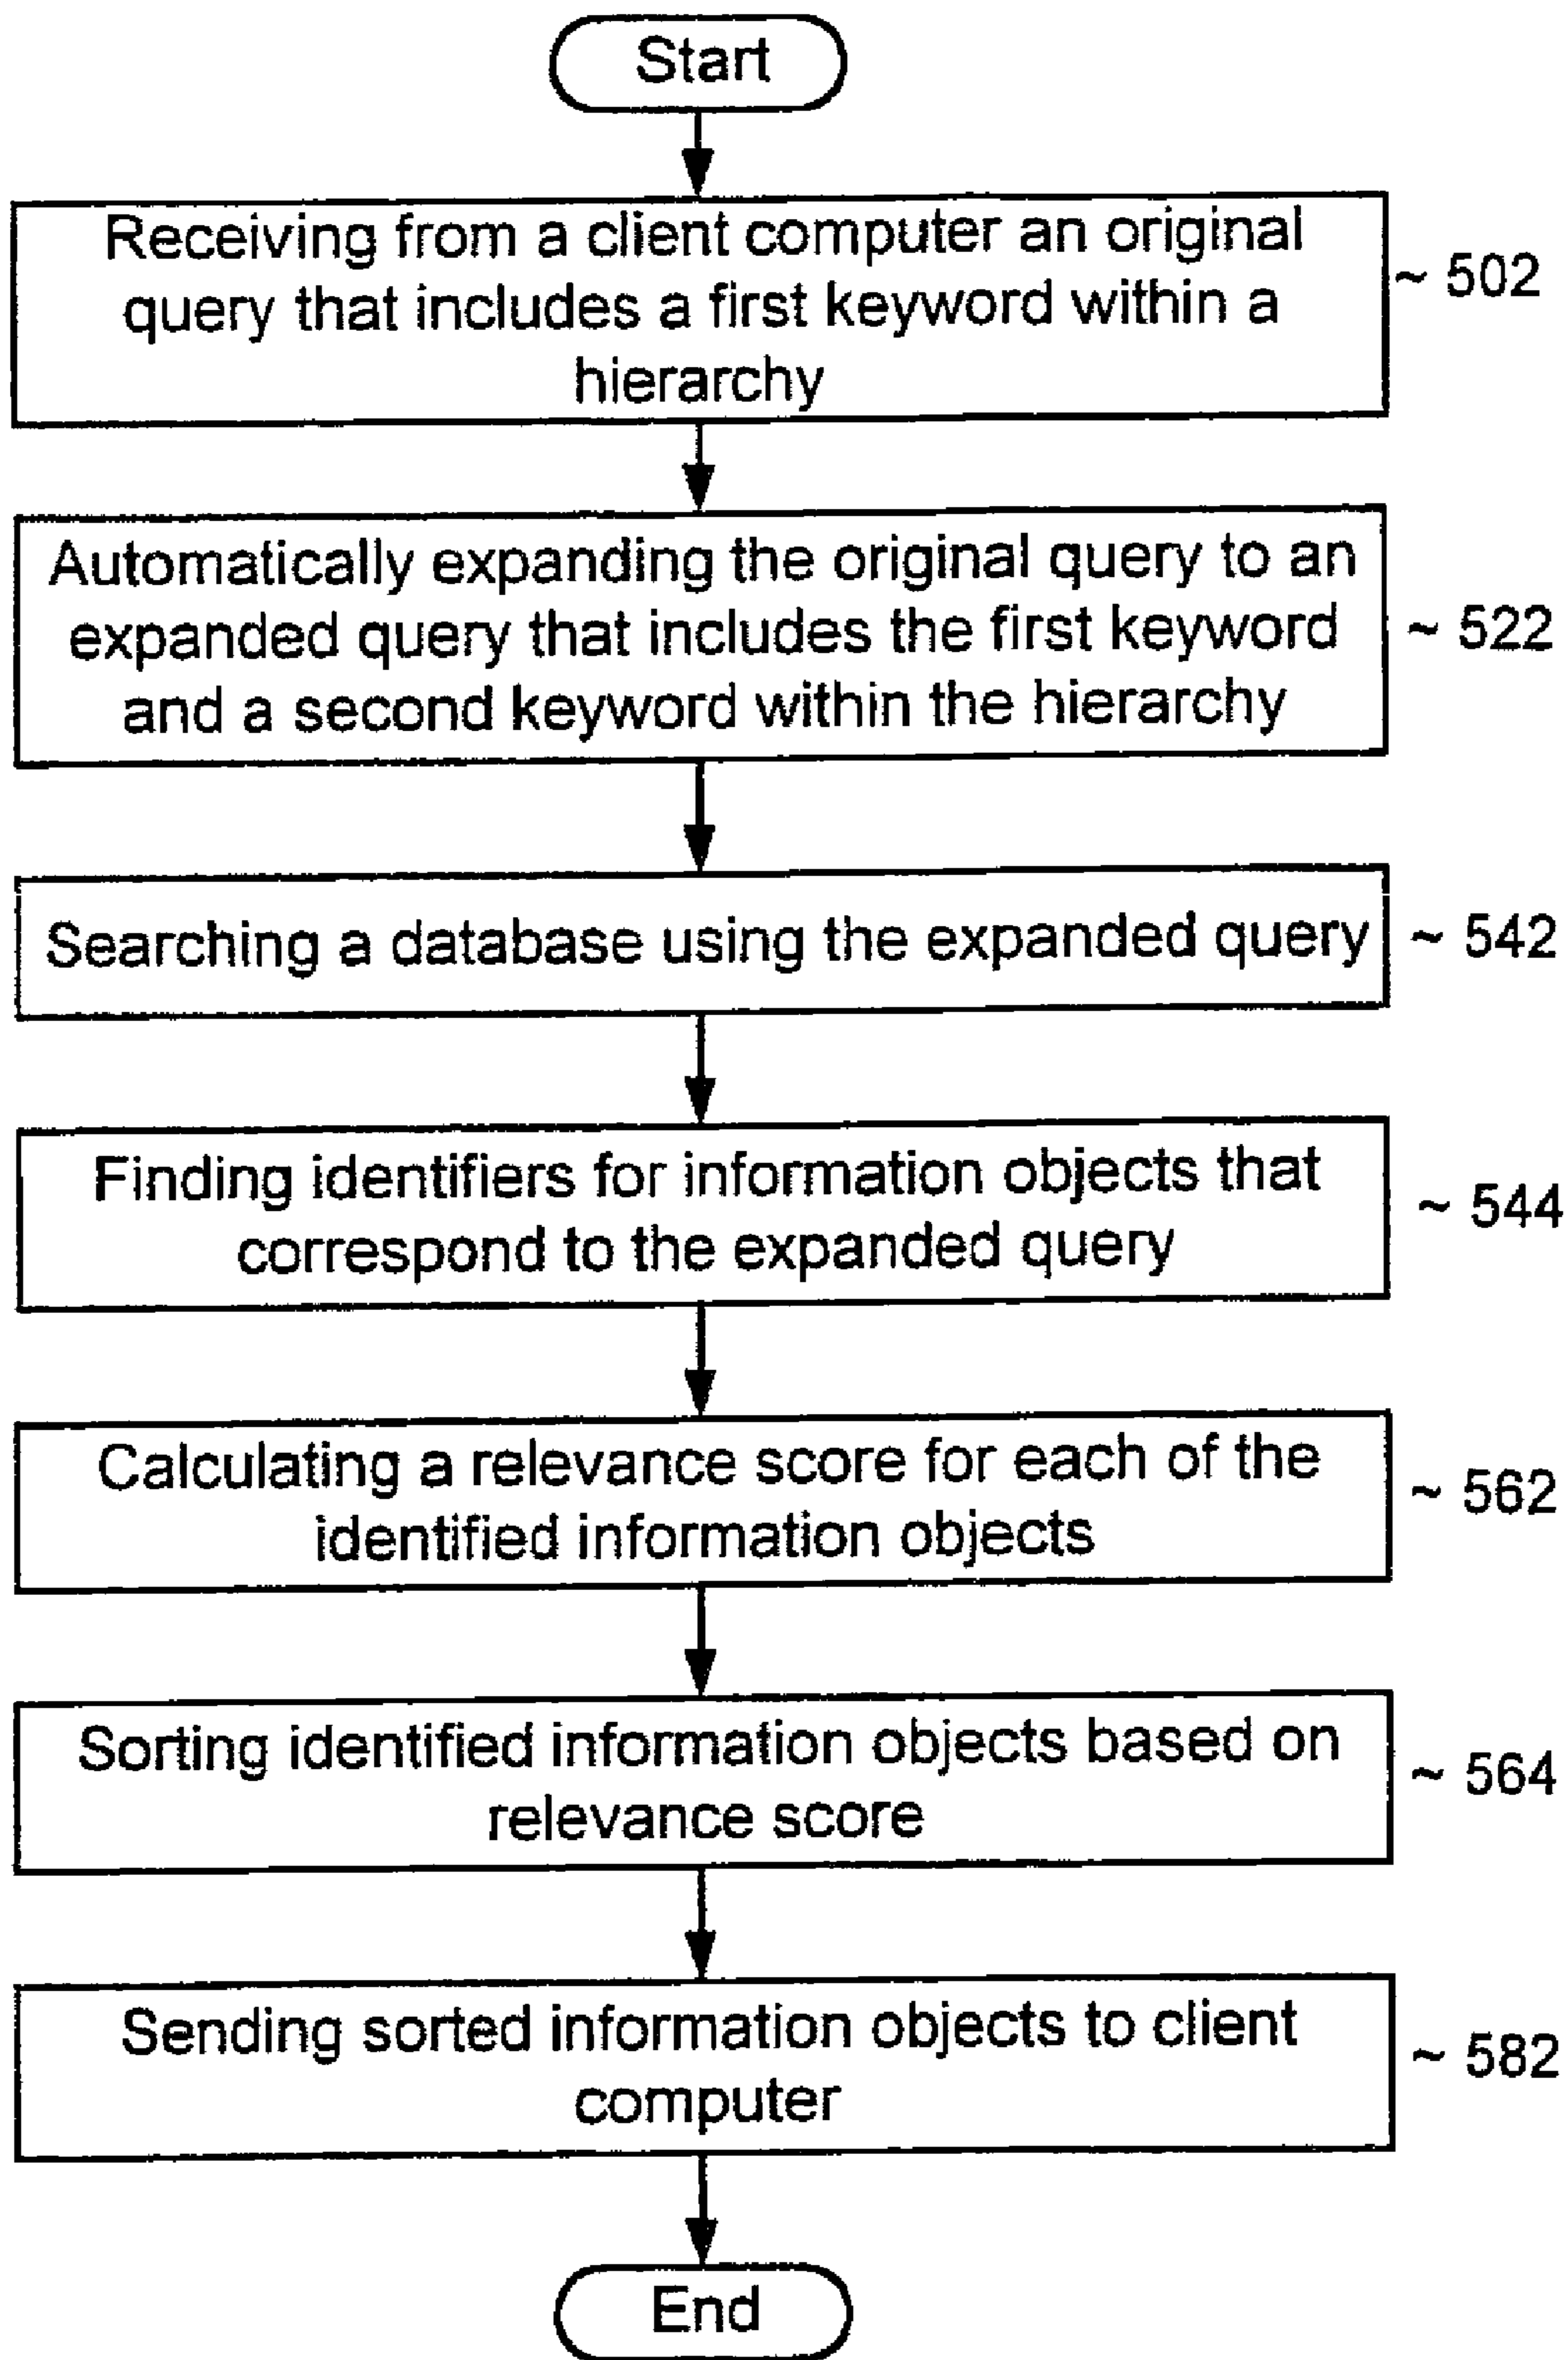 Start
Receiving from a client computer an original
query that includes a first keyword within a
hierarchy
~ 502
Automatically expanding the original query to an
expanded query that includes the first keyword
and a second keyword within the hierarchy
~ 522
Searching a database using the expanded query
~ 542
Finding identifiers for information objects that
correspond to the expanded query
~ 544
Calculating a relevance score for each of the
identified information objects
~ 562
Sorting identified information objects based on
relevance score
~ 564
Sending sorted information objects to client
computer
~ 582
End